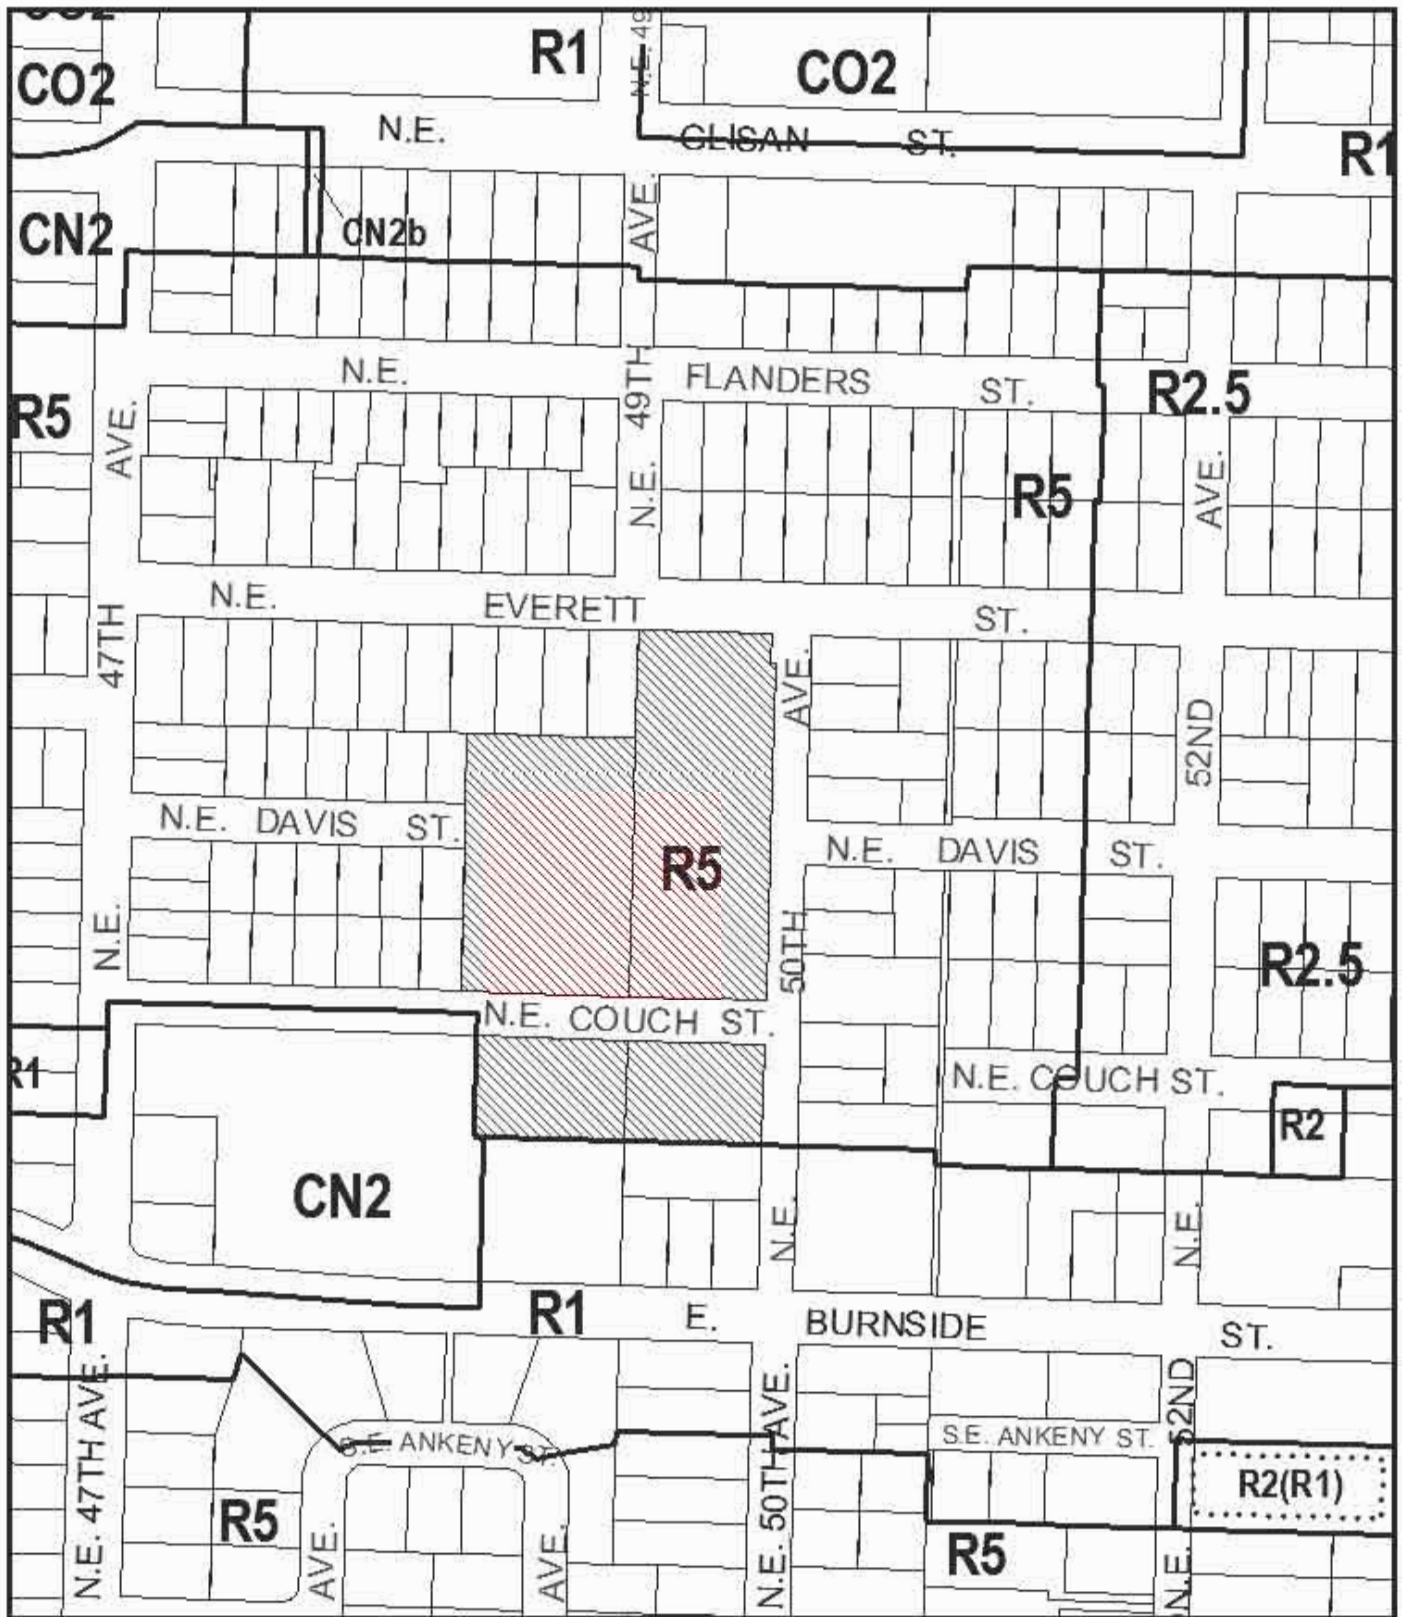 CO2
R1
N.E. 49
CO2
CO2
N.E. GLISAN ST.
R1
CN2
CN2b
AVE.
N.E. FLANDERS ST.
R2.5
R5
AVE.
49TH
N.E.
R5
AVE.
N.E. EVERETT ST.
47TH
AVE.
52ND
N.E. DAVIS ST.
R5
N.E. DAVIS ST.
N.E.
50TH
R2.5
N.E. COUCH ST.
R1
N.E. COUCH ST.
R2
CN2
N.E.
N.E.
R1
R1
E. BURNSIDE ST.
N.E. 47TH AVE.
S.E. ANKENY ST.
N.E. 50TH AVE.
S.E. ANKENY ST.
52ND
R2(R1)
R5
AVE.
AVE.
R5
N.E.